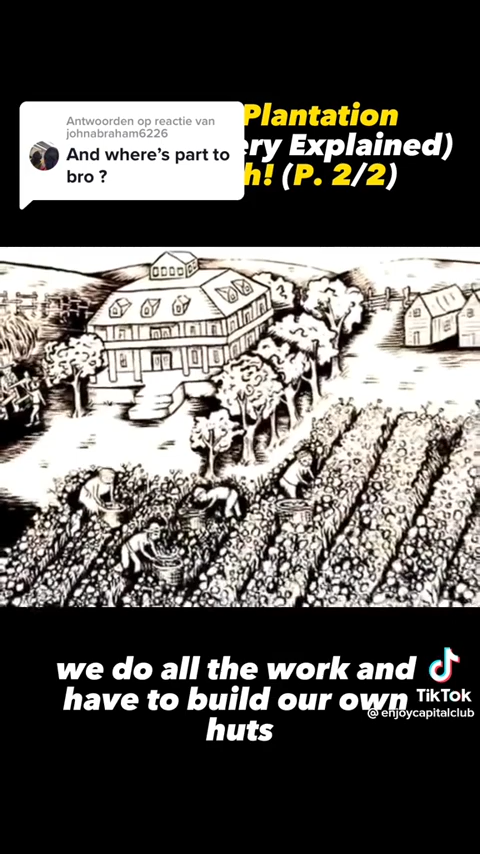 Antwoorden op reactie van
johnabraham6226
And where's part to
bro ?
Plantation
ery Explained)
h! (P. 2/2)
we do all the work and
have to build our own
huts
TikTok
@enjoycapitalclub